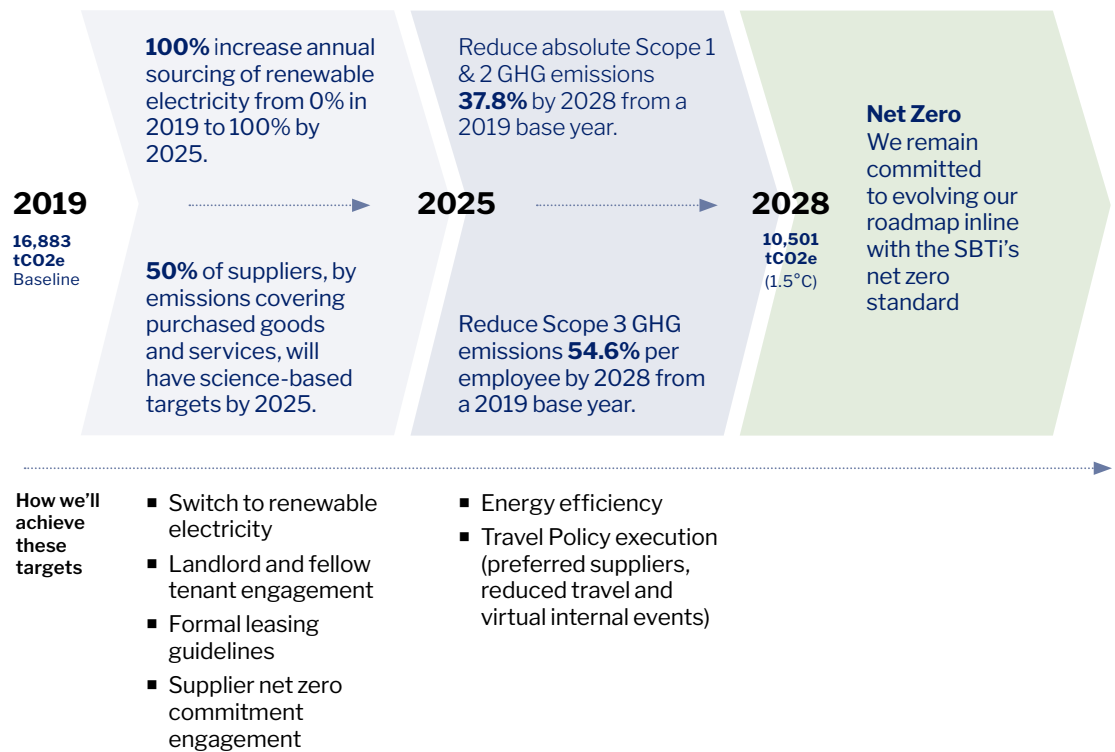 2019
16,883
tCO2e
Baseline
100% increase annual
sourcing of renewable
electricity from 0% in
2019 to 100% by
2025.
50% of suppliers, by
emissions covering
purchased goods
and services, will
have science-based
targets by 2025.
2025
Reduce absolute Scope 1
& 2 GHG emissions
37.8% by 2028 from a
2019 base year.
Reduce Scope 3 GHG
emissions 54.6% per
employee by 2028 from
a 2019 base year.
2028
10,501
tCO2e
(1.5°C)
Net Zero
We remain
committed
to evolving our
roadmap inline
with the SBTi’s
net zero
standard
How we’ll
achieve
these
targets
▪ Switch to renewable
electricity
▪ Landlord and fellow
tenant engagement
▪ Formal leasing
guidelines
▪ Supplier net zero
commitment
engagement
▪ Energy efficiency
▪ Travel Policy execution
(preferred suppliers,
reduced travel and
virtual internal events)